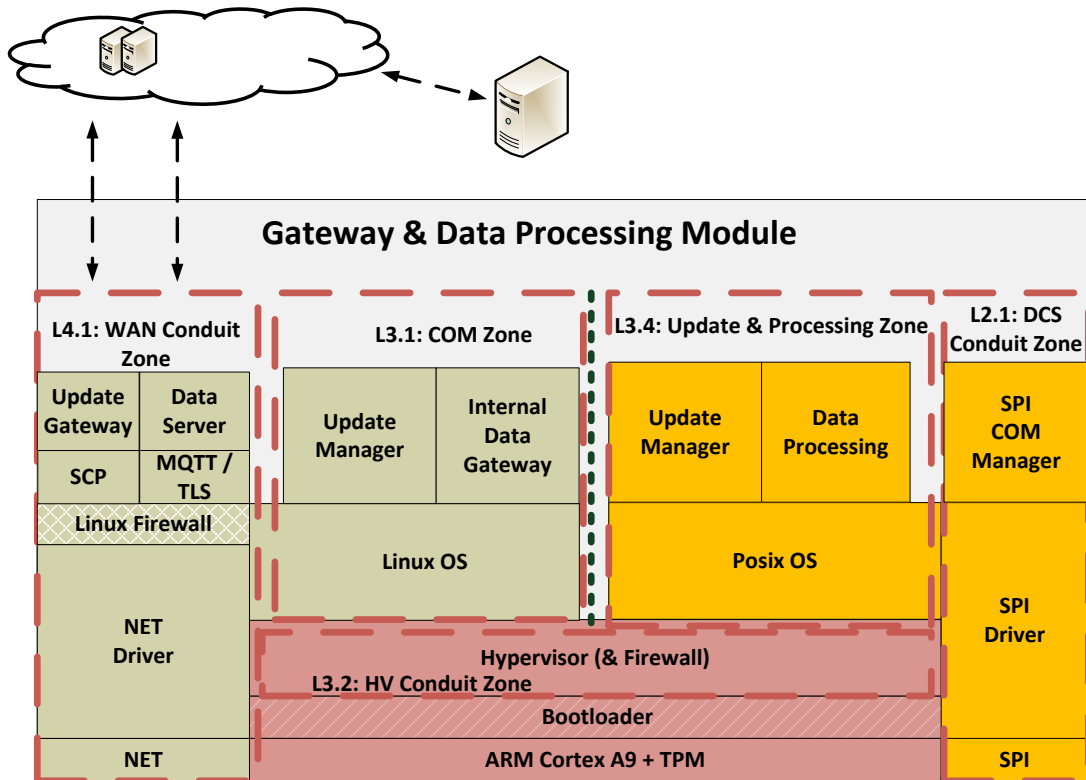 Gateway & Data Processing Module
L4.1: WAN Conduit
Zone
L3.1: COM Zone
L3.4: Update & Processing Zone
L2.1: DCS
Conduit Zone
Update
Gateway
Data
Server
SCP
MQTT /
TLS
Linux Firewall
NET
Driver
NET
Update
Manager
Internal
Data
Gateway
Linux OS
Update
Manager
Data
Processing
Posix OS
SPI
COM
Manager
SPI
Driver
SPI
Hypervisor (& Firewall)
L3.2: HV Conduit Zone
Bootloader
ARM Cortex A9 + TPM